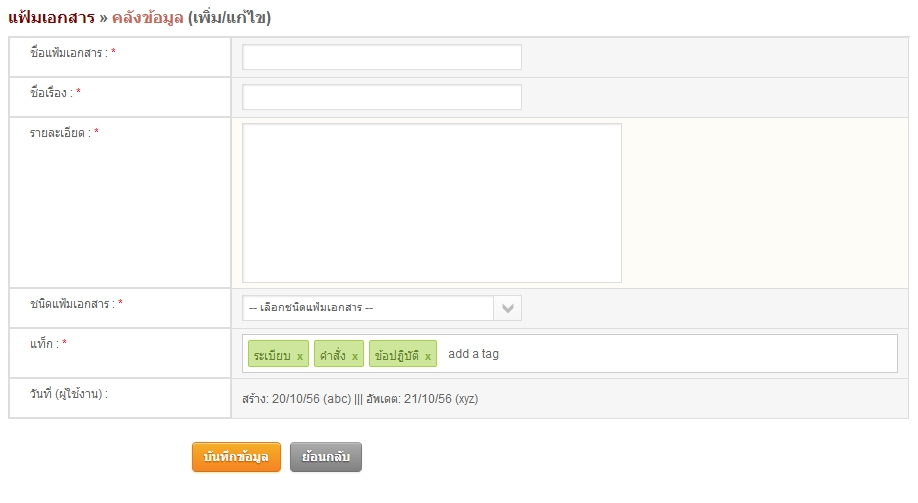 แฟ้มเอกสาร » คลังข้อมูล (เพิ่ม/แก้ไข)
ชื่อแฟ้มเอกสาร : *
ชื่อเรื่อง : *
รายละเอียด : *
ชนิดแฟ้มเอกสาร : *
-- เลือกชนิดแฟ้มเอกสาร --
แท็ก : *
ระเบียบ x คำสั่ง x ข้อปฏิบัติ x add a tag
วันที่ (ผู้ใช้งาน) :
สร้าง: 20/10/56 (abc) ||| อัพเดต: 21/10/56 (xyz)
บันทึกข้อมูล ย้อนกลับ